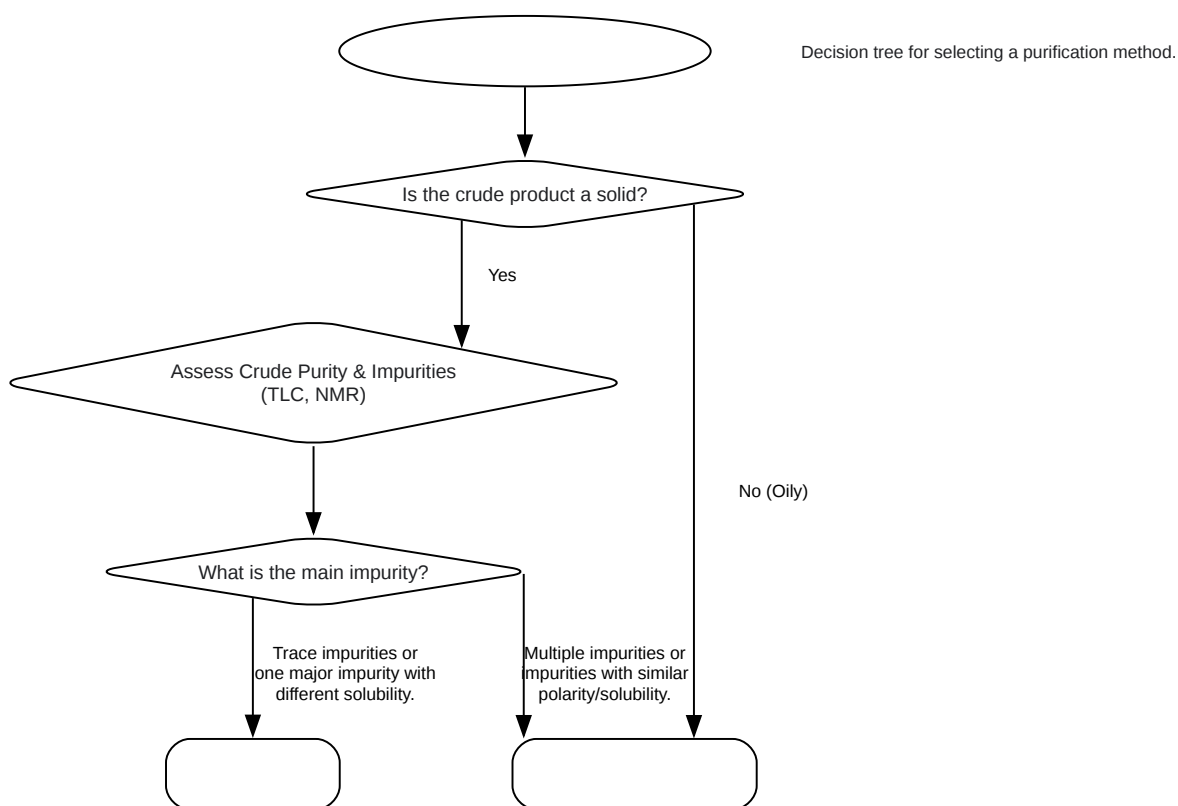 Decision tree for selecting a purification method.
Is the crude product a solid?
Yes
Assess Crude Purity & Impurities
(TLC, NMR)
No (Oily)
What is the main impurity?
Trace impurities or
one major impurity with
different solubility.
Multiple impurities or
impurities with similar
polarity/solubility.